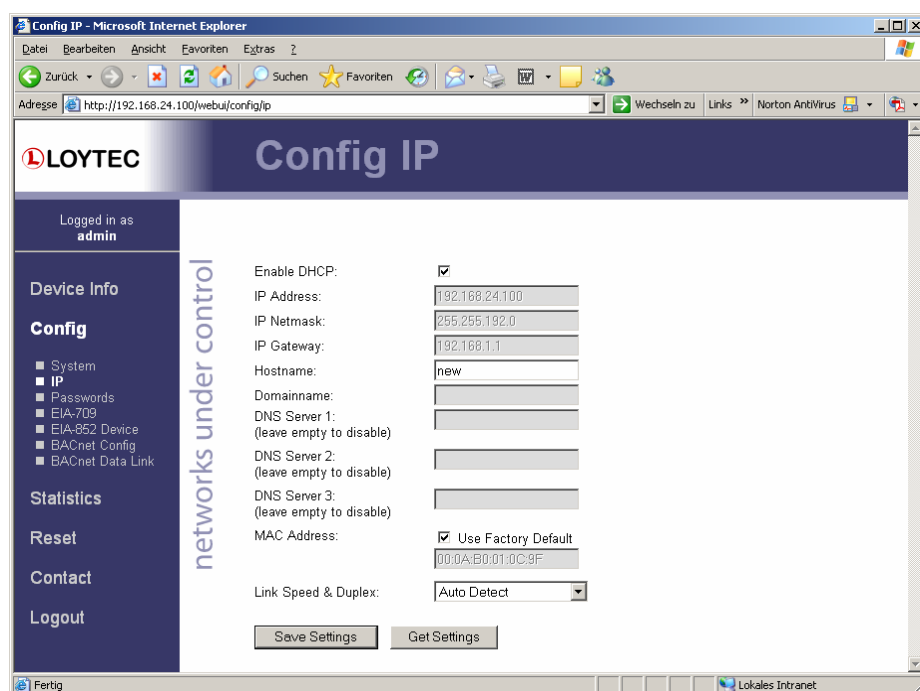 Config IP - Microsoft Internet Explorer
Datei Bearbeiten Ansicht Favoriten Extras ?
Zurück Suchen Favoriten W
Adresse http://192.168.24.100/webui/config/ip Wechseln zu Links » Norton AntiVirus
LOYTEC
Config IP
Logged in as
admin
Device Info
Config
System
IP
Passwords
EIA-709
EIA-852 Device
BACnet Config
BACnet Data Link
Statistics
Reset
Contact
Logout
networks under control
Enable DHCP:
IP Address: 192.168.24.100
IP Netmask: 255.255.192.0
IP Gateway: 192.168.1.1
Hostname: new
Domainname:
DNS Server 1:
(leave empty to disable)
DNS Server 2:
(leave empty to disable)
DNS Server 3:
(leave empty to disable)
MAC Address: Use Factory Default
00:0A:B0:01:0C:9F
Link Speed & Duplex: Auto Detect
Save Settings Get Settings
Fertig Lokales Intranet